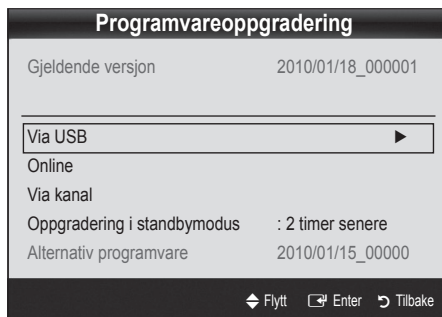 Programvareoppgradering
Gjeldende versjon 2010/01/18_000001
Via USB ►
Online
Via kanal
Oppgradering i standbymodus : 2 timer senere
Alternativ programvare 2010/01/15_00000
Flytt Enter Tilbake